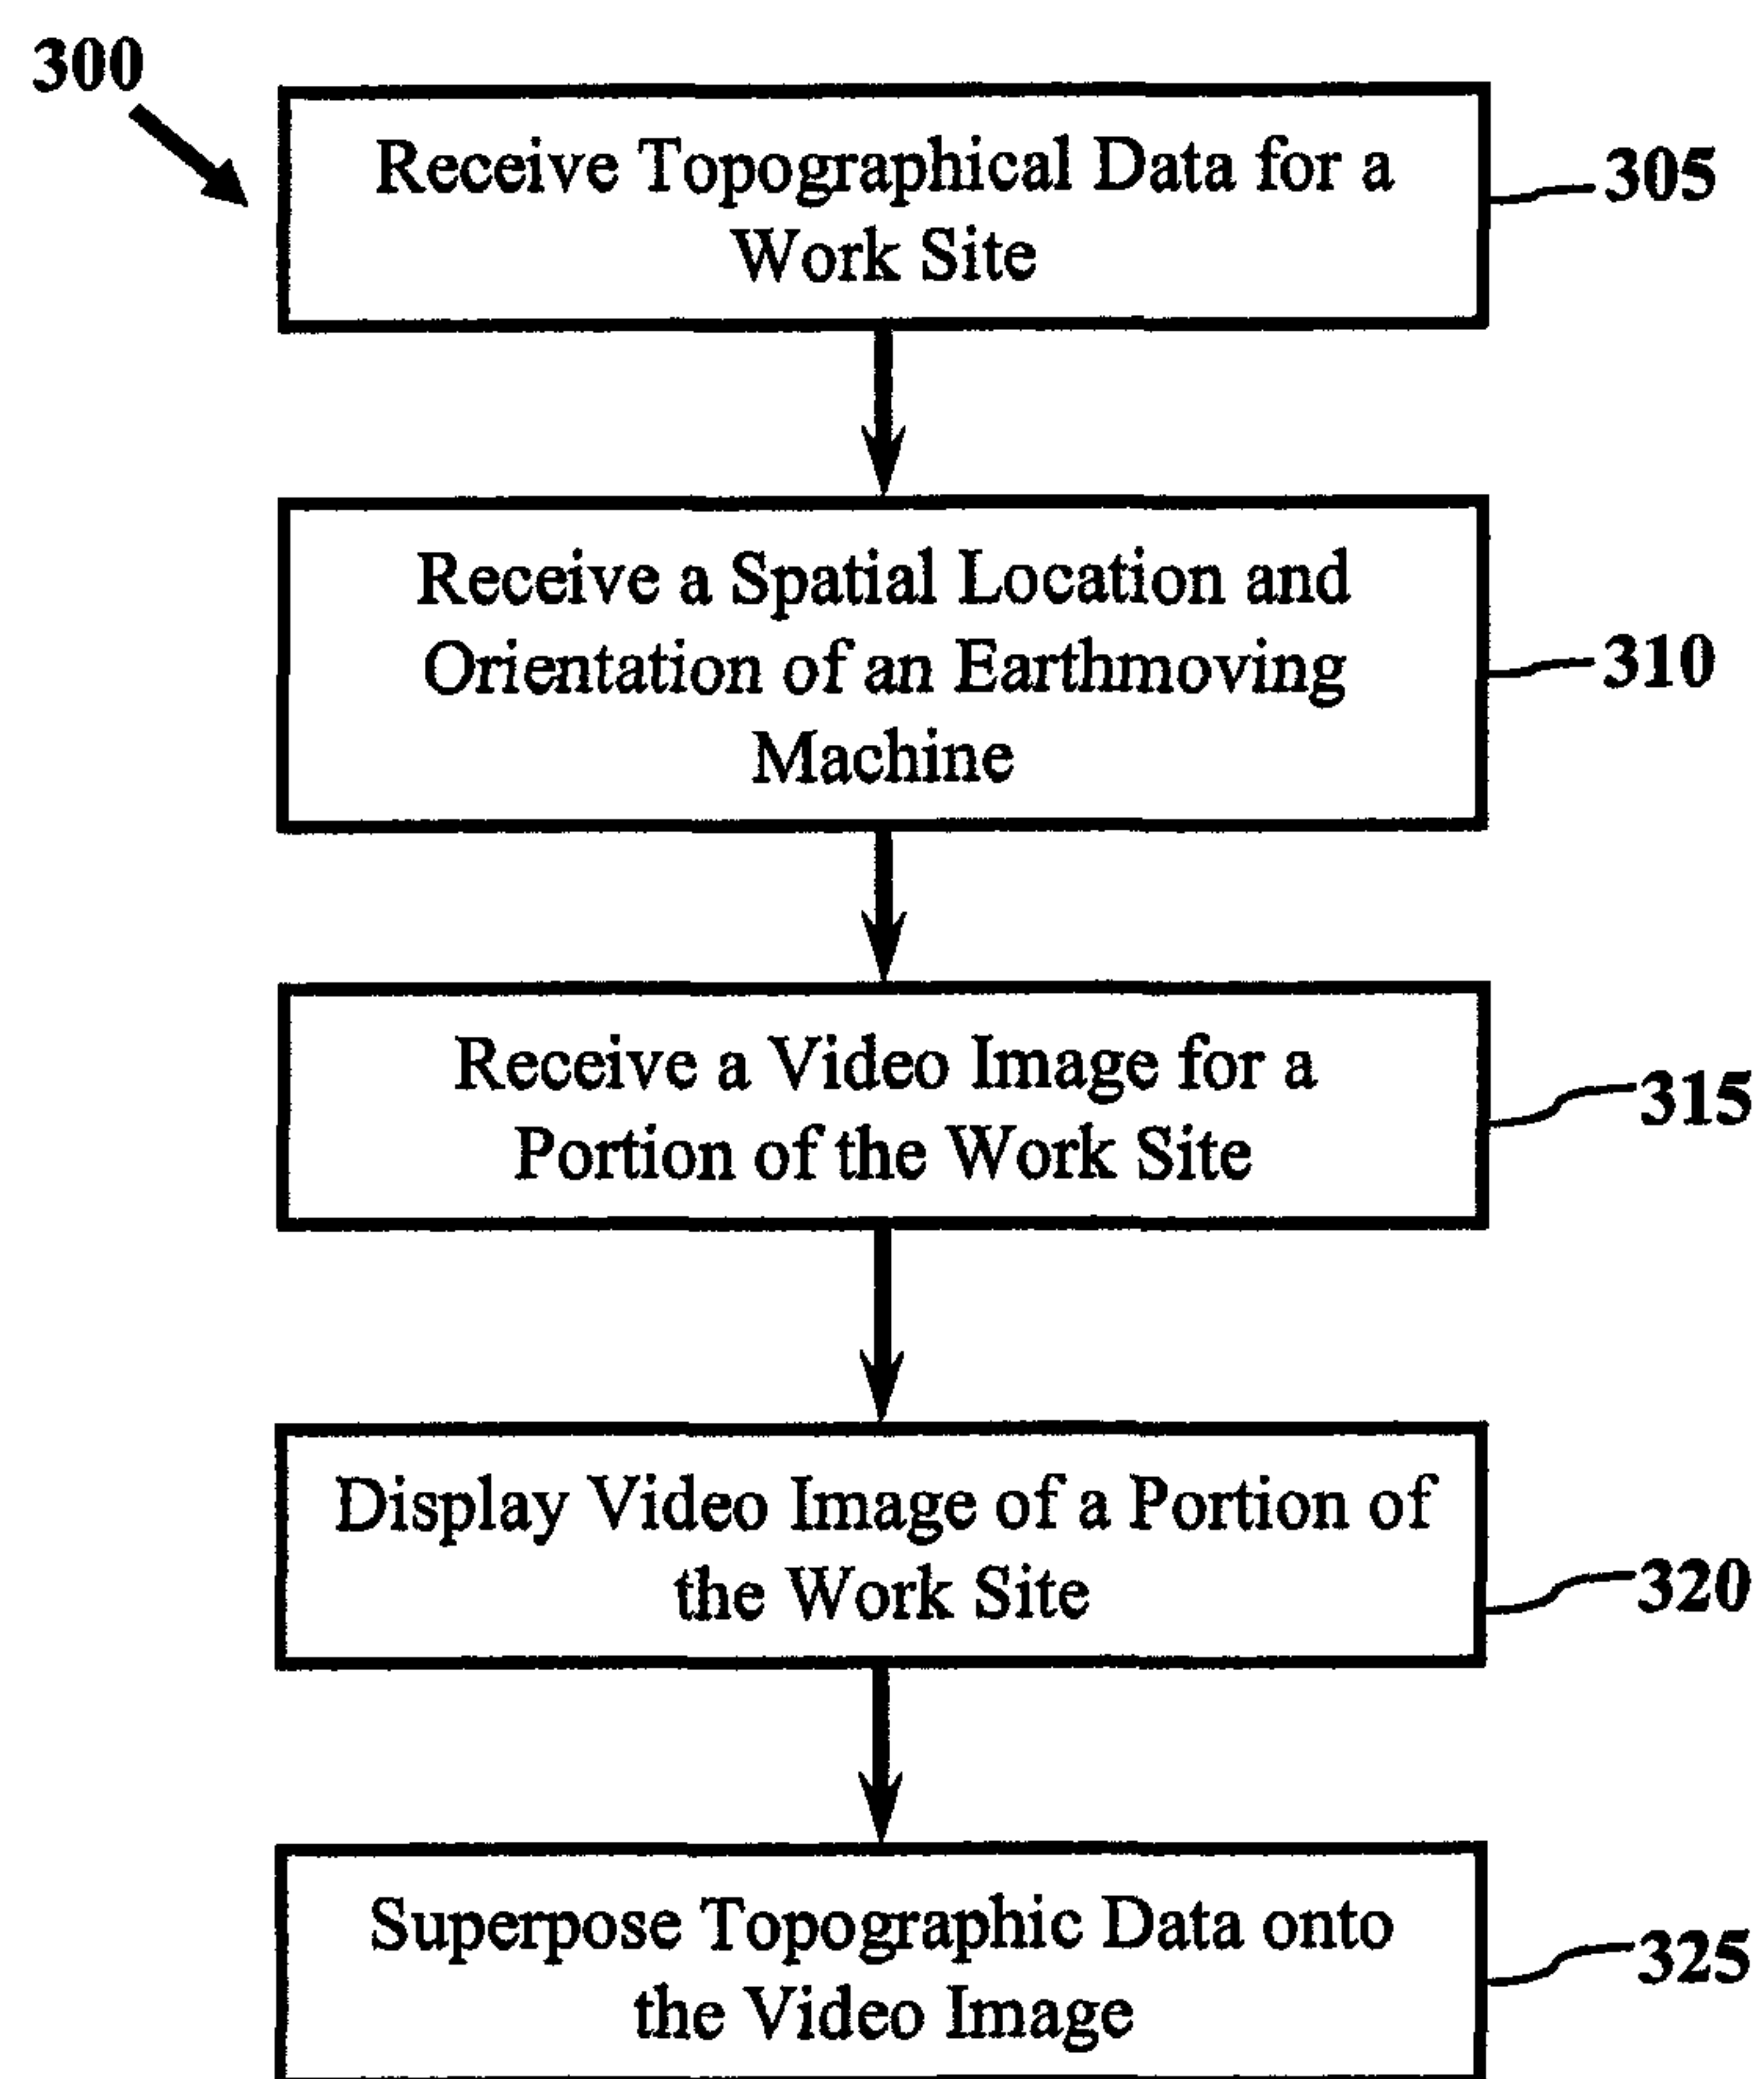 300
Receive Topographical Data for a
Work Site
305
Receive a Spatial Location and
Orientation of an Earthmoving
Machine
310
Receive a Video Image for a
Portion of the Work Site
315
Display Video Image of a Portion of
the Work Site
320
Superpose Topographic Data onto
the Video Image
325